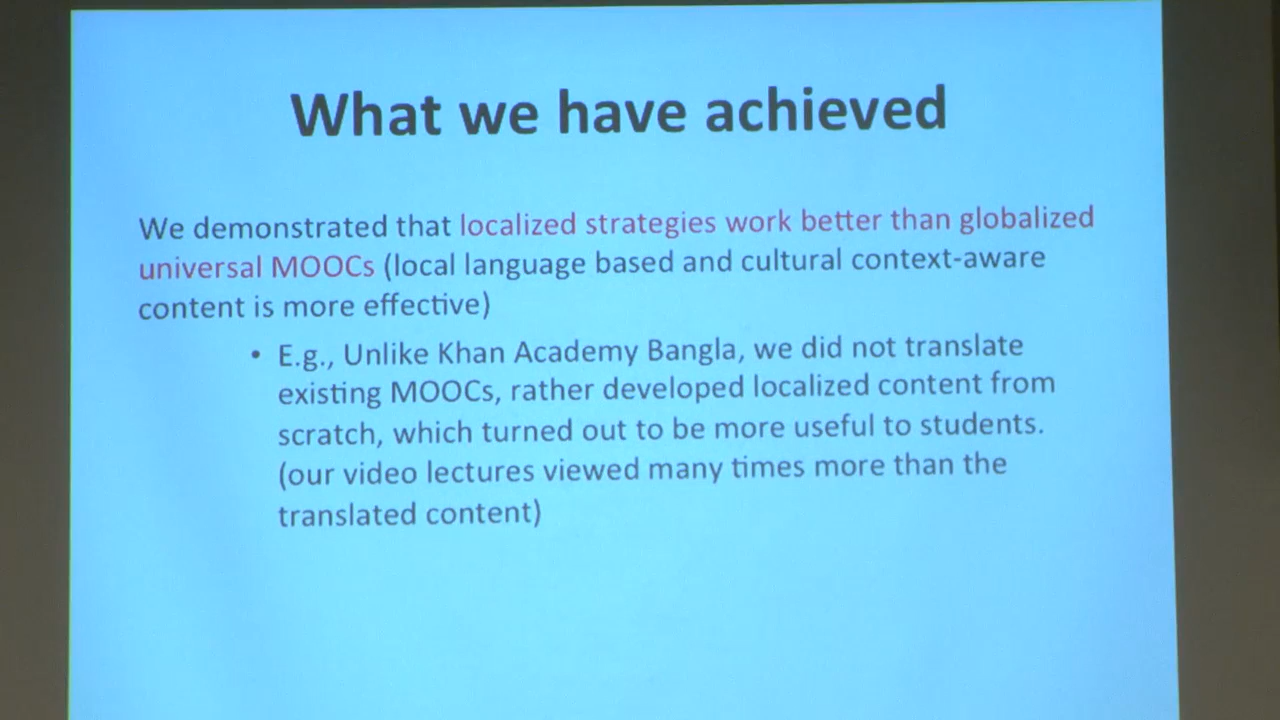 What we have achieved
We demonstrated that localized strategies work better than globalized
universal MOOCs (local language based and cultural context-aware
content is more effective)
• E.g., Unlike Khan Academy Bangla, we did not translate
existing MOOCs, rather developed localized content from
scratch, which turned out to be more useful to students.
(our video lectures viewed many times more than the
translated content)